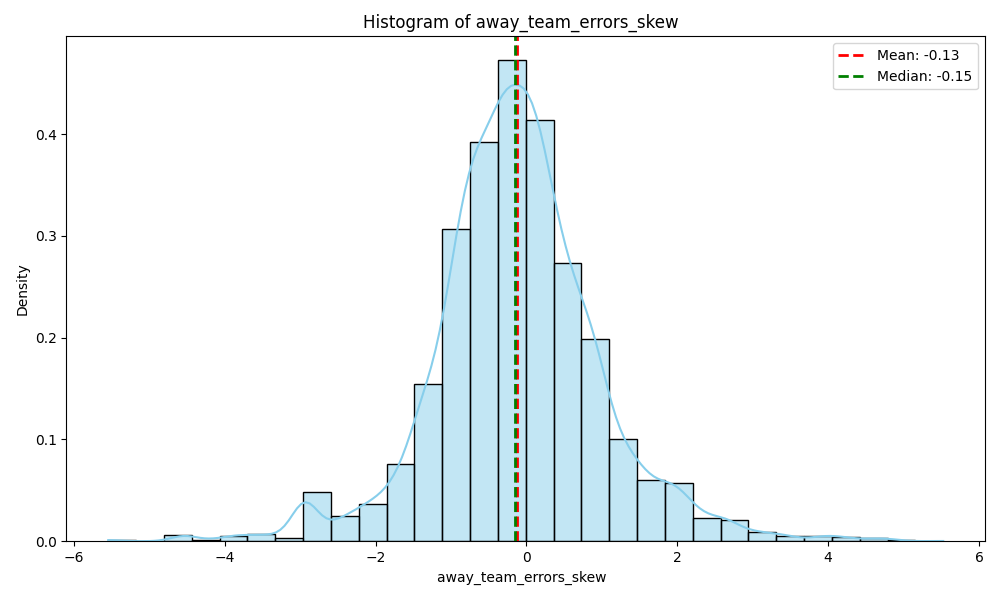 Histogram of away_team_errors_skew
Mean: -0.13
Median: -0.15
Density
0.4
0.3
0.2
0.1
0.0
−6
−4
−2
0
2
4
6
away_team_errors_skew